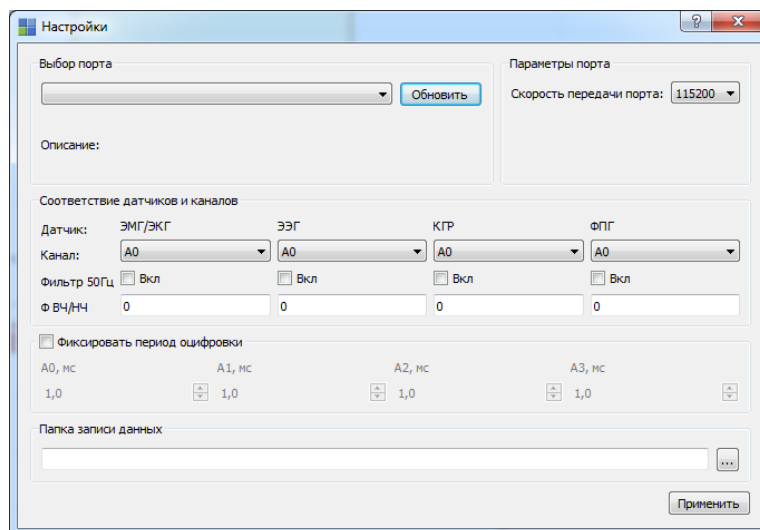 Настройки
Выбор порта
Обновить
Описание:
Параметры порта
Скорость передачи порта: 115200
Соответствие датчиков и каналов
Датчик: ЭМГ/ЭКГ ЭЭГ КГР ФПГ
Канал: A0 A0 A0 A0
Фильтр 50Гц Вкл Вкл Вкл Вкл
Ф ВЧ/НЧ 0 0 0 0
Фиксировать период оцифровки
A0, мс A1, мс A2, мс A3, мс
1,0 1,0 1,0 1,0
Папка записи данных
...
Применить